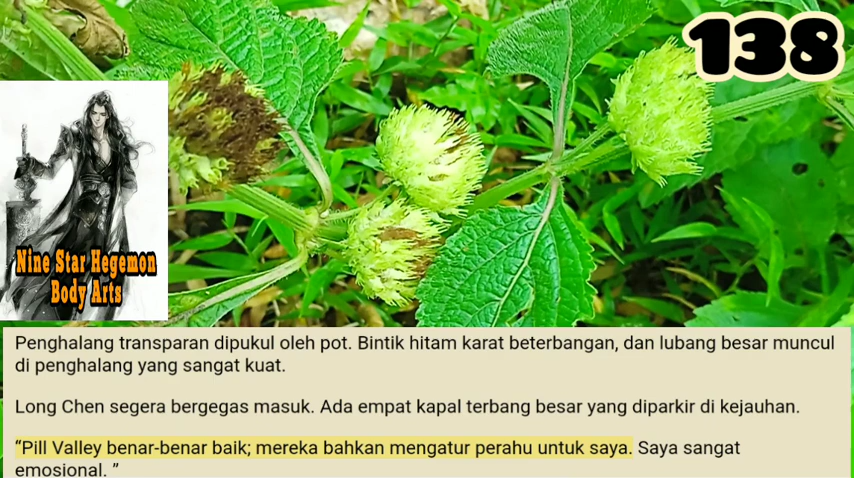 138
Nine Star Hegemon
Body Arts
Penghalang transparan dipukul oleh pot. Bintik hitam karat beterbangan, dan lubang besar muncul
di penghalang yang sangat kuat.
Long Chen segera bergegas masuk. Ada empat kapal terbang besar yang diparkir di kejauhan.
“Pill Valley benar-benar baik; mereka bahkan mengatur perahu untuk saya. Saya sangat
emosional. ”